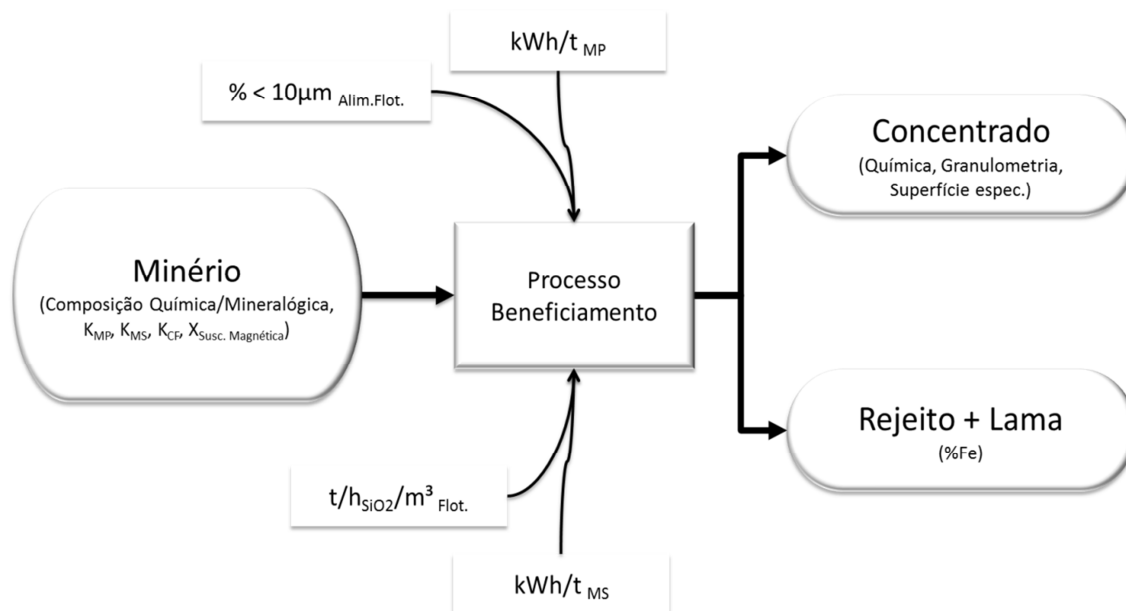 kWh/t MP
% < 10µm Alim.Flot.
Concentrado
(Química, Granulometria,
Superfície espec.)
Minério
(Composição Química/Mineralógica,
KMP, KMS, KCF, XSusc. Magnética)
Processo
Beneficiamento
Rejeito + Lama
(%Fe)
t/hSiO2/m³ Flot.
kWh/t MS